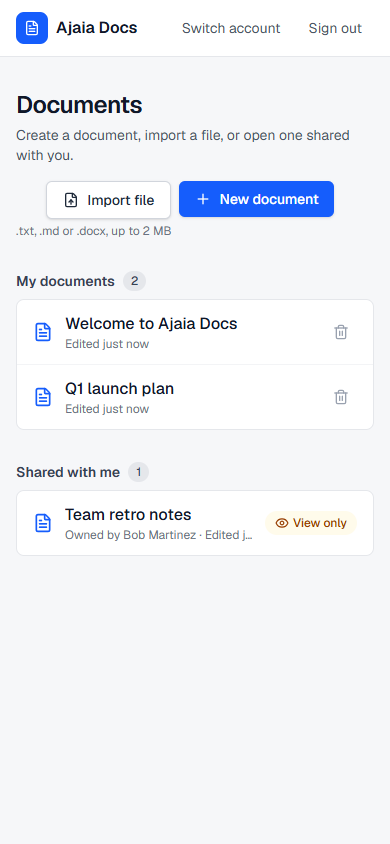 Ajaia Docs
Switch account
Sign out
Documents
Create a document, import a file, or open one shared
with you.
Import file
New document
.txt, .md or .docx, up to 2 MB
My documents 2
Welcome to Ajaia Docs
Edited just now
Q1 launch plan
Edited just now
Shared with me 1
Team retro notes
Owned by Bob Martinez · Edited j…
View only